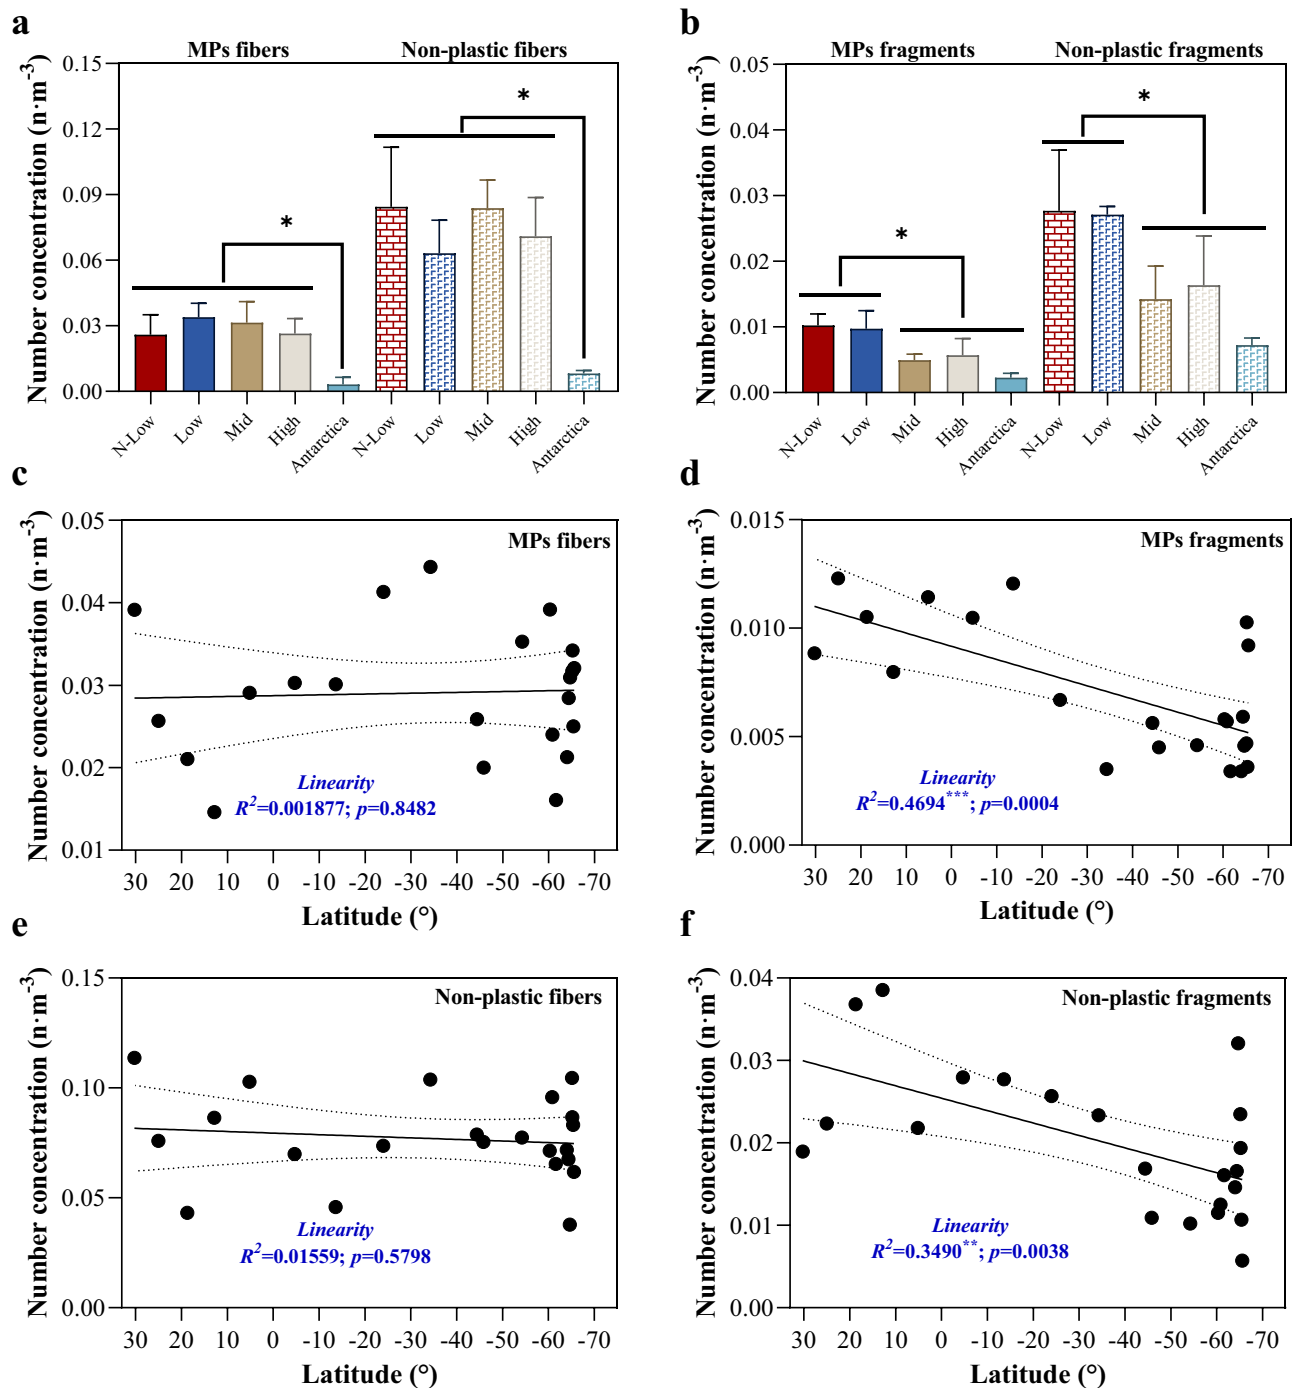 a
MPs fibers Non-plastic fibers
Number concentration (n·m⁻³)
0.15
0.12
0.09
0.06
0.03
0.00
*
*
N-Low Low Mid High Antarctica N-Low Low Mid High Antarctica
b
MPs fragments Non-plastic fragments
Number concentration (n·m⁻³)
0.05
0.04
0.03
0.02
0.01
0.00
*
*
N-Low Low Mid High Antarctica N-Low Low Mid High Antarctica
c
Number concentration (n·m⁻³)
0.05
0.04
0.03
0.02
0.01
MPs fibers
Linearity
R²=0.001877; p=0.8482
30 20 10 0 -10 -20 -30 -40 -50 -60 -70
Latitude (°)
d
Number concentration (n·m⁻³)
0.015
0.010
0.005
0.000
MPs fragments
Linearity
R²=0.4694***; p=0.0004
30 20 10 0 -10 -20 -30 -40 -50 -60 -70
Latitude (°)
e
Number concentration (n·m⁻³)
0.15
0.10
0.05
0.00
Non-plastic fibers
Linearity
R²=0.01559; p=0.5798
30 20 10 0 -10 -20 -30 -40 -50 -60 -70
Latitude (°)
f
Number concentration (n·m⁻³)
0.04
0.03
0.02
0.01
0.00
Non-plastic fragments
Linearity
R²=0.3490**; p=0.0038
30 20 10 0 -10 -20 -30 -40 -50 -60 -70
Latitude (°)